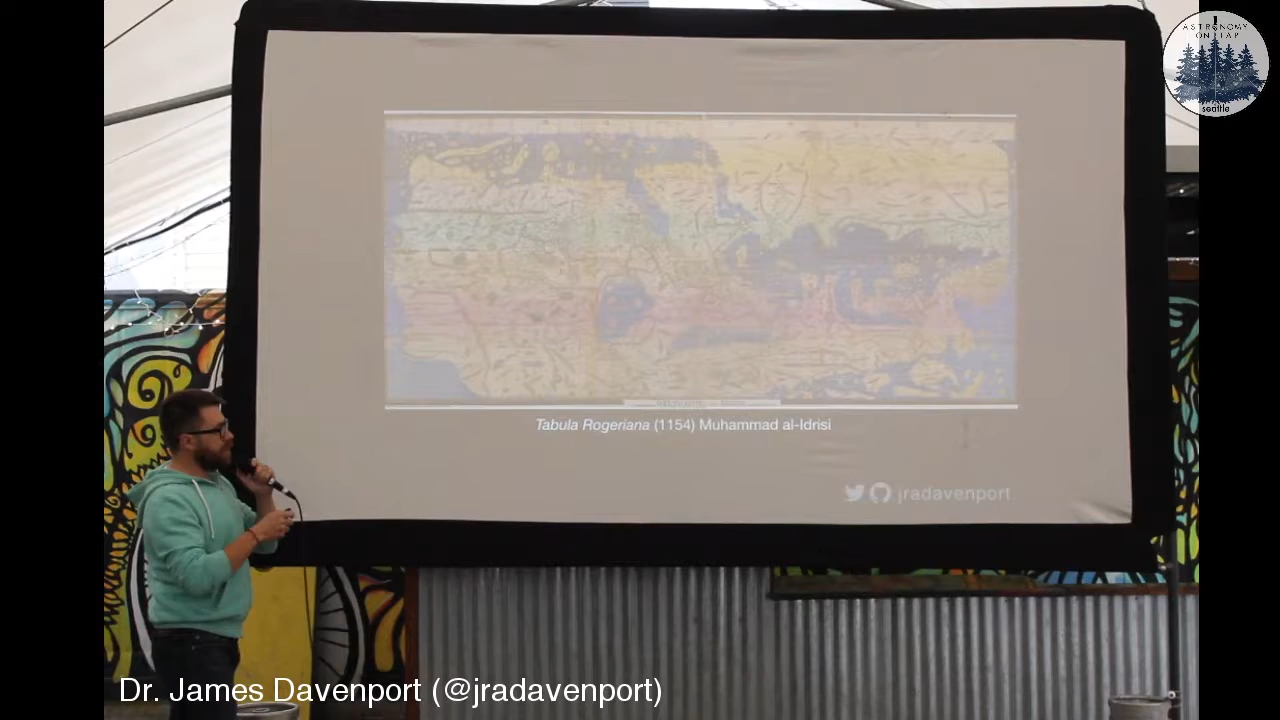 ASTRONOMY
ON TAP
seattle
Tabula Rogeriana (1154) Muhammad al-Idrisi
jradavenport
Dr. James Davenport (@jradavenport)